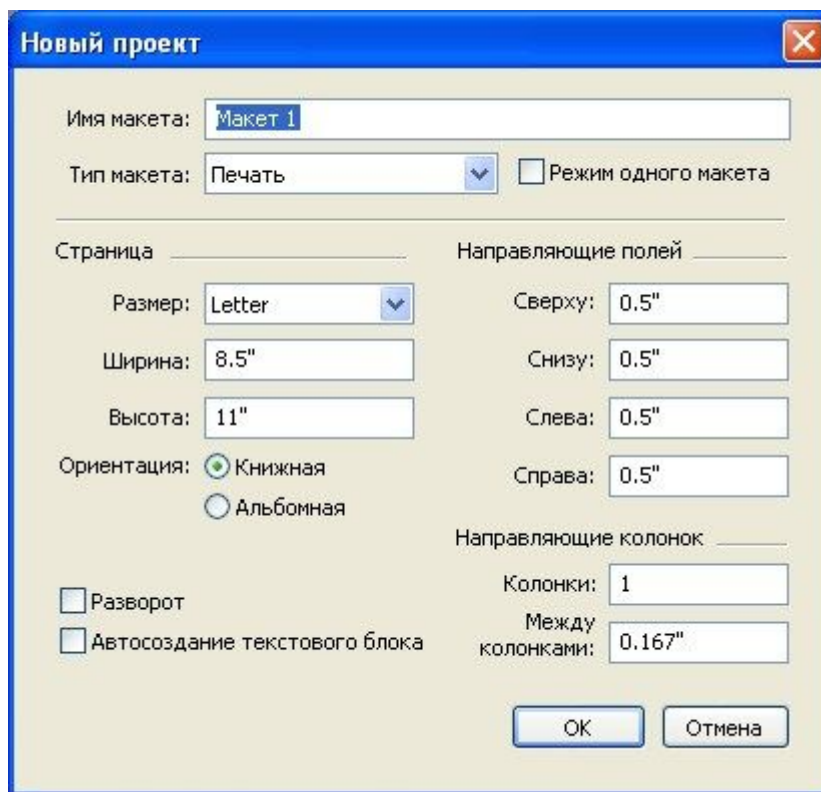 Новый проект
Имя макета: Макет 1
Тип макета: Печать Режим одного макета
Страница
Размер: Letter
Ширина: 8.5"
Высота: 11"
Ориентация: Книжная
Альбомная
Разворот
Автосоздание текстового блока
Направляющие полей
Сверху: 0.5"
Снизу: 0.5"
Слева: 0.5"
Справа: 0.5"
Направляющие колонок
Колонки: 1
Между
колонками: 0.167"
OK Отмена